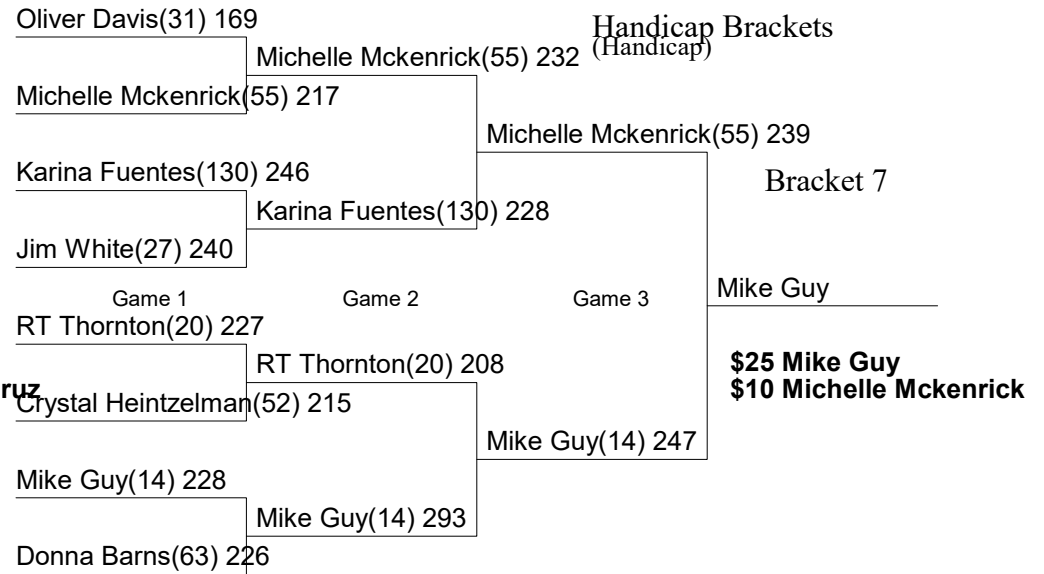 Handicap Brackets
(Handicap)
Bracket 7
Oliver Davis(31) 169
Michelle Mckenrick(55) 232
Michelle Mckenrick(55) 217
Michelle Mckenrick(55) 239
Karina Fuentes(130) 246
Karina Fuentes(130) 228
Jim White(27) 240
Game 1 Game 2 Game 3
Mike Guy
RT Thornton(20) 227
RT Thornton(20) 208
$25 Mike Guy
$10 Michelle Mckenrick
ruz
Crystal Heintzelman(52) 215
Mike Guy(14) 247
Mike Guy(14) 228
Mike Guy(14) 293
Donna Barns(63) 226